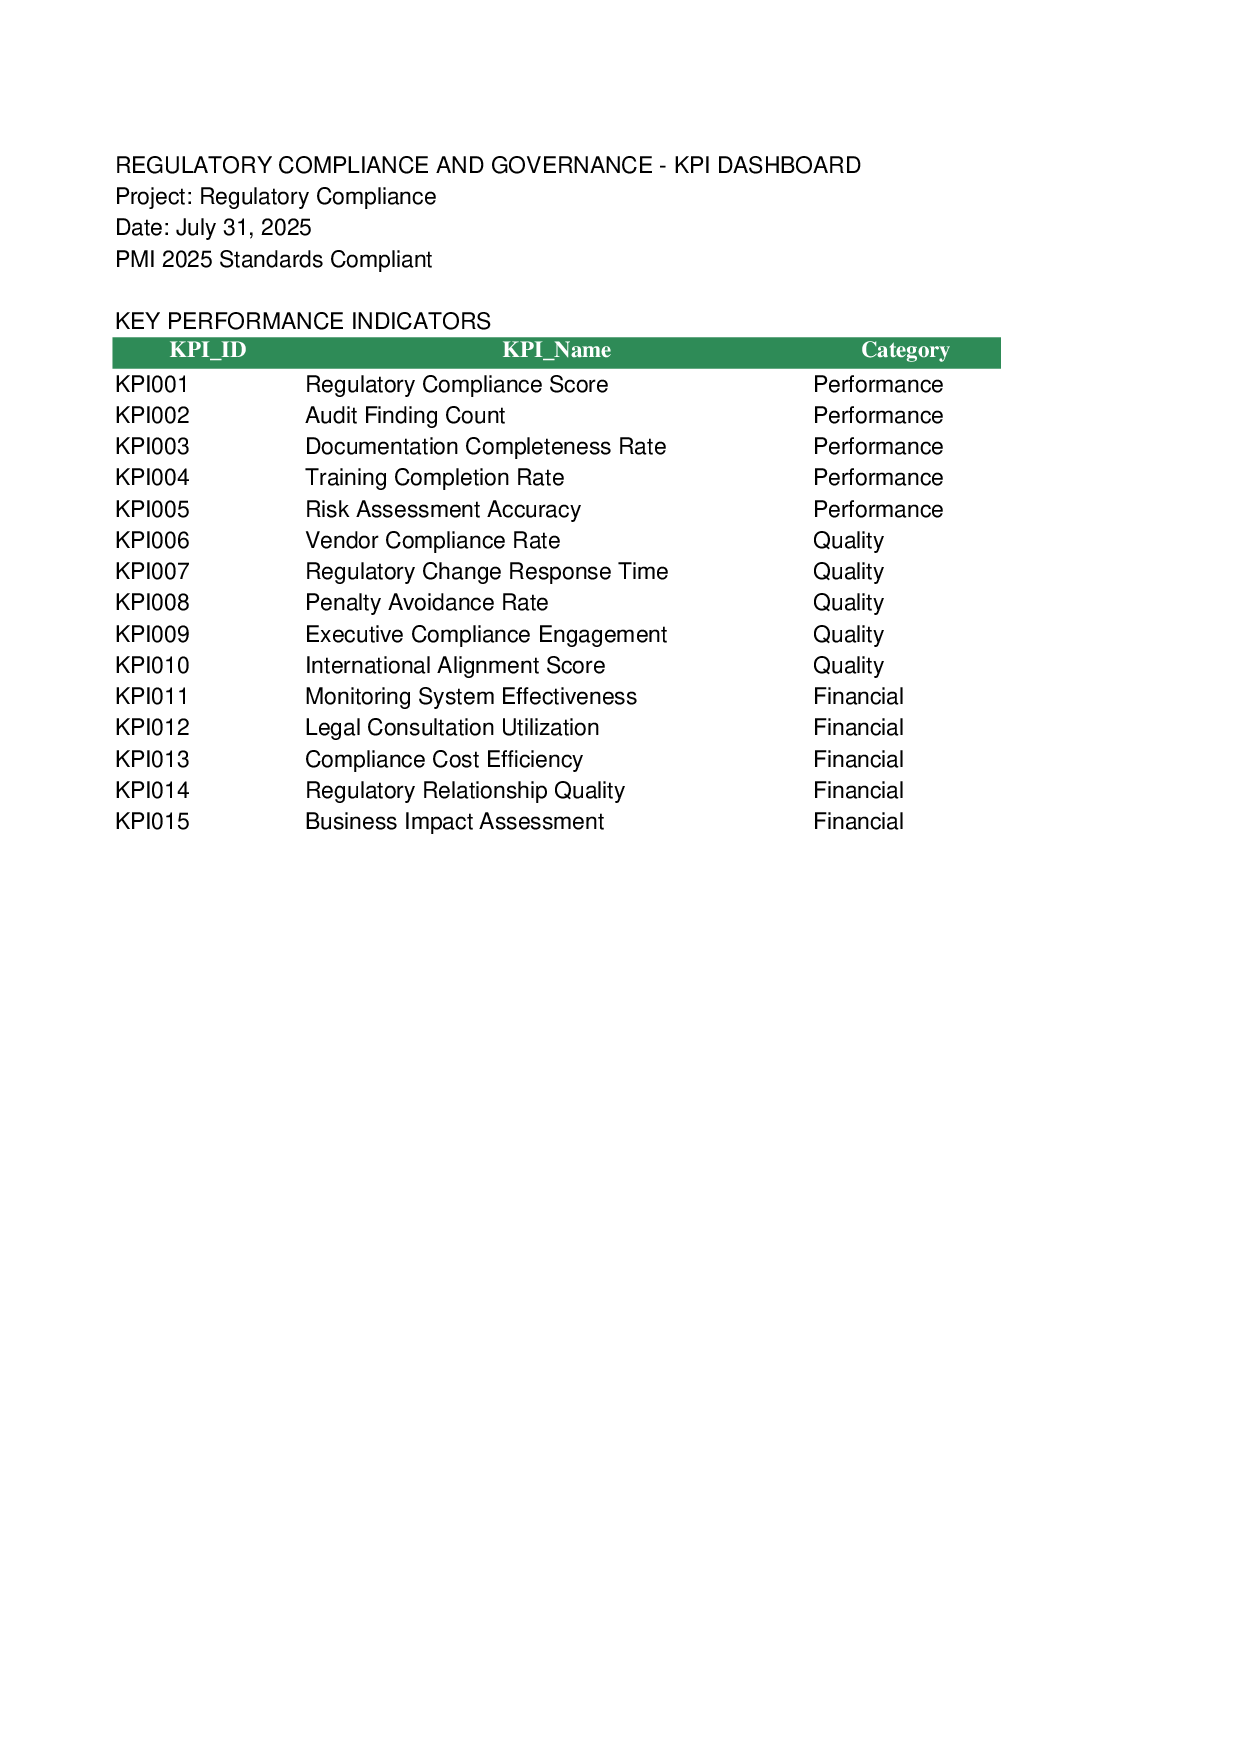 REGULATORY COMPLIANCE AND GOVERNANCE - KPI DASHBOARD
Project: Regulatory Compliance
Date: July 31, 2025
PMI 2025 Standards Compliant
KEY PERFORMANCE INDICATORS
KPI_ID KPI_Name Category
KPI001 Regulatory Compliance Score Performance
KPI002 Audit Finding Count Performance
KPI003 Documentation Completeness Rate Performance
KPI004 Training Completion Rate Performance
KPI005 Risk Assessment Accuracy Performance
KPI006 Vendor Compliance Rate Quality
KPI007 Regulatory Change Response Time Quality
KPI008 Penalty Avoidance Rate Quality
KPI009 Executive Compliance Engagement Quality
KPI010 International Alignment Score Quality
KPI011 Monitoring System Effectiveness Financial
KPI012 Legal Consultation Utilization Financial
KPI013 Compliance Cost Efficiency Financial
KPI014 Regulatory Relationship Quality Financial
KPI015 Business Impact Assessment Financial